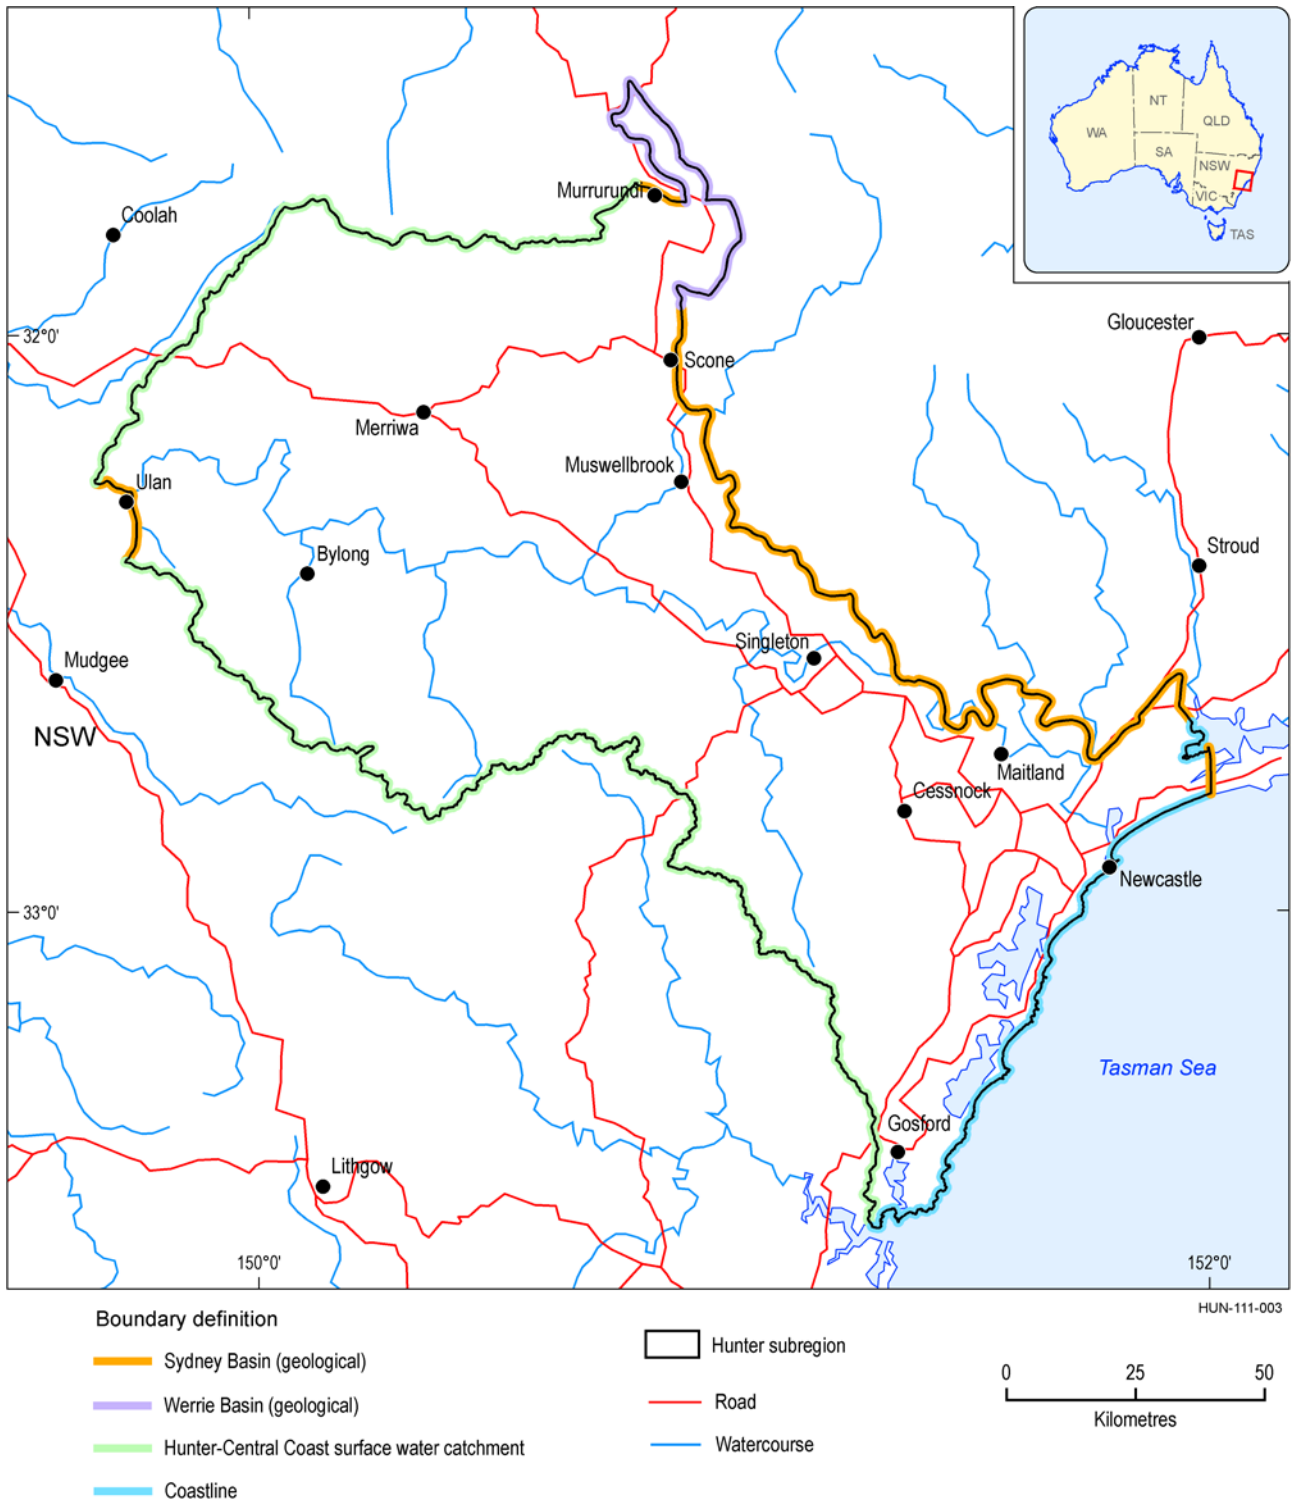 NT
WA
QLD
SA
NSW
VIC
TAS
Murrurundi
Coolah
32°0'
Gloucester
Scone
Merriwa
Muswellbrook
Ulan
Bylong
Stroud
Singleton
Mudgee
NSW
Maitland
Cessnock
Newcastle
33°0'
Tasman Sea
Gosford
Lithgow
150°0'
152°0'
HUN-111-003
Boundary definition
Sydney Basin (geological)
Werrie Basin (geological)
Hunter-Central Coast surface water catchment
Coastline
Hunter subregion
Road
Watercourse
0 25 50
Kilometres